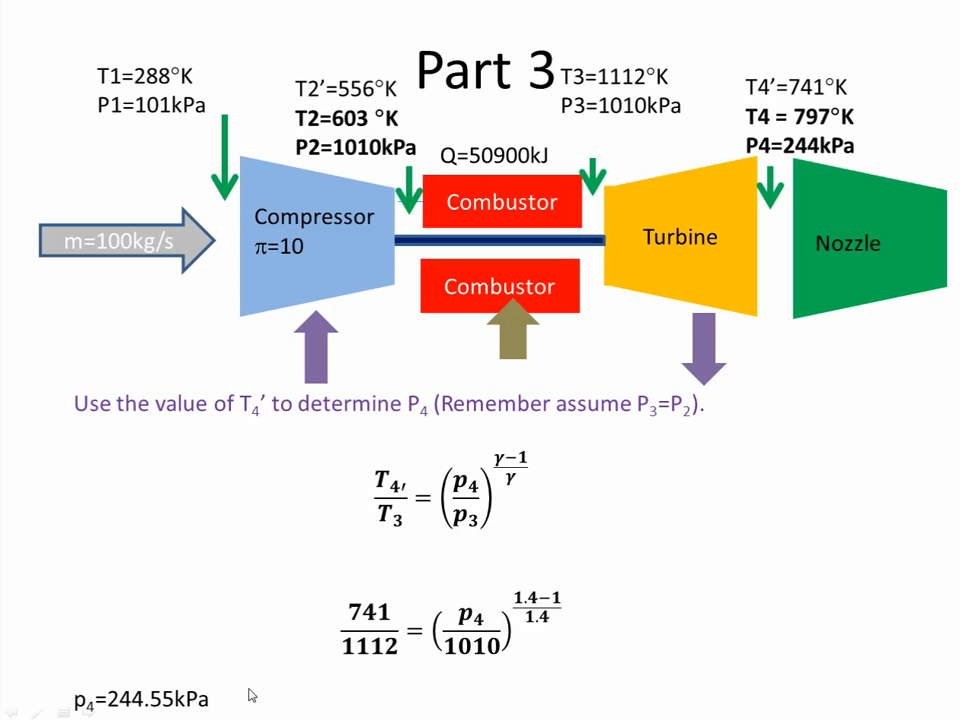 Part 3
T1=288°K
P1=101kPa
T2’=556°K
T2=603 °K
P2=1010kPa
Q=50900kJ
T3=1112°K
P3=1010kPa
T4’=741°K
T4 = 797°K
P4=244kPa
m=100kg/s
Compressor
π=10
Combustor
Combustor
Turbine
Nozzle
Use the value of T₄’ to determine P₄ (Remember assume P₃=P₂).
T₄′/T₃ = (p₄/p₃)^((γ−1)/γ)
741/1112 = (p₄/1010)^((1.4−1)/1.4)
p₄=244.55kPa